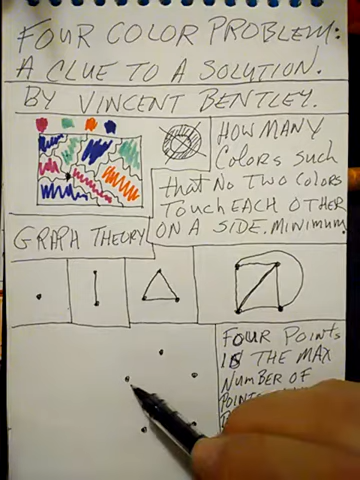 FOUR COLOR PROBLEM:
A CLUE TO A SOLUTION.
BY VINCENT BENTLEY.
HOW MANY
Colors such
that No Two Colors
Touch EACH OTHER
ON A SIDE. Minimum.
GRAPH THEORY
FOUR Points
IS THE MAX
NumBER OF